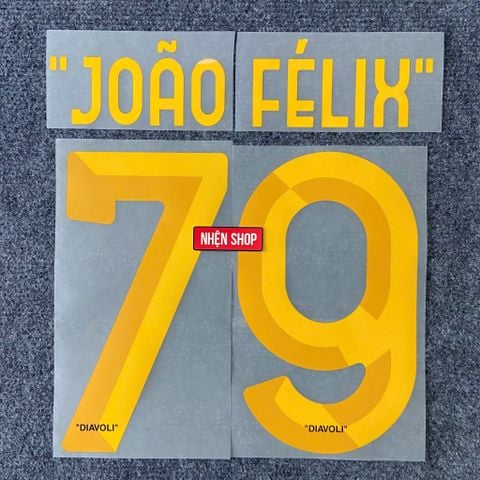 "JOÃO FÉLIX"
79
NHỆN SHOP
"DIAVOLI" "DIAVOLI"